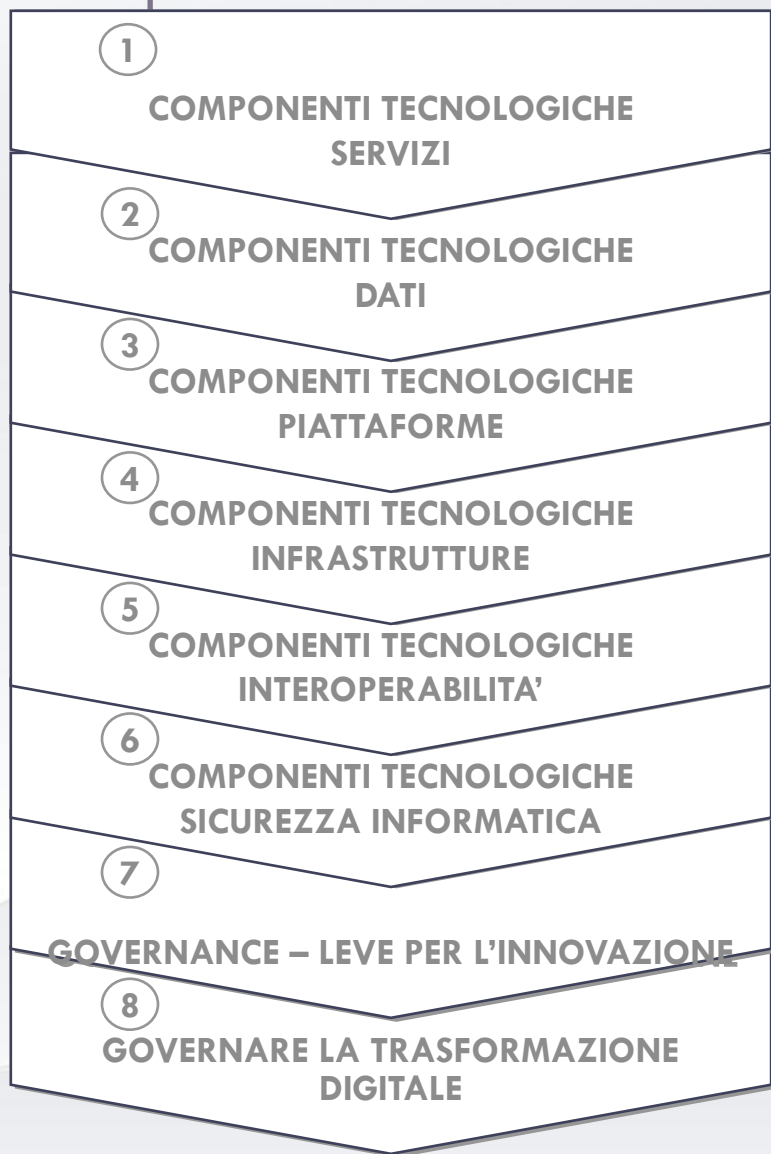 1
COMPONENTI TECNOLOGICHE
SERVIZI
2
COMPONENTI TECNOLOGICHE
DATI
3
COMPONENTI TECNOLOGICHE
PIATTAFORME
4
COMPONENTI TECNOLOGICHE
INFRASTRUTTURE
5
COMPONENTI TECNOLOGICHE
INTEROPERABILITA’
6
COMPONENTI TECNOLOGICHE
SICUREZZA INFORMATICA
7
GOVERNANCE – LEVE PER L’INNOVAZIONE
8
GOVERNARE LA TRASFORMAZIONE
DIGITALE